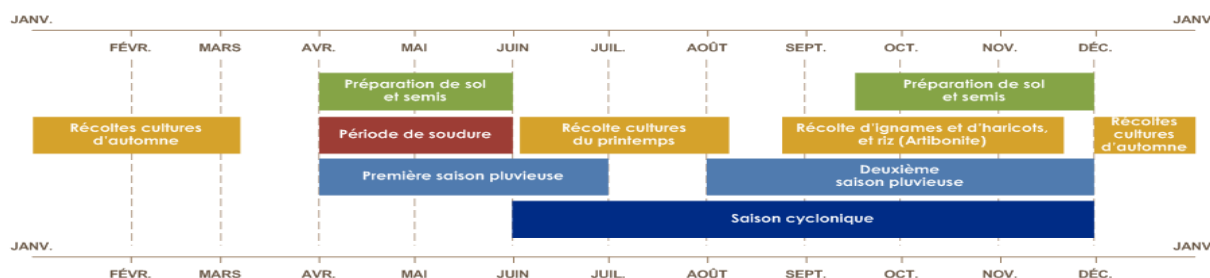 JANV.
JANV
FÉVR.
MARS
AVR.
MAI
JUIN
JUIL.
AOÛT
SEPT.
OCT.
NOV.
DÉC.
Préparation de sol
et semis
Préparation de sol
et semis
Récoltes cultures
d'automne
Période de soudure
Récolte cultures
du printemps
Récolte d'ignames et d'haricots,
et riz (Artibonite)
Récoltes
cultures
d'automne
Première saison pluvieuse
Deuxième
saison pluvieuse
Saison cyclonique
JANV.
JANV
FÉVR.
MARS
AVR.
MAI
JUIN
JUIL.
AOÛT
SEPT.
OCT.
NOV.
DÉC.